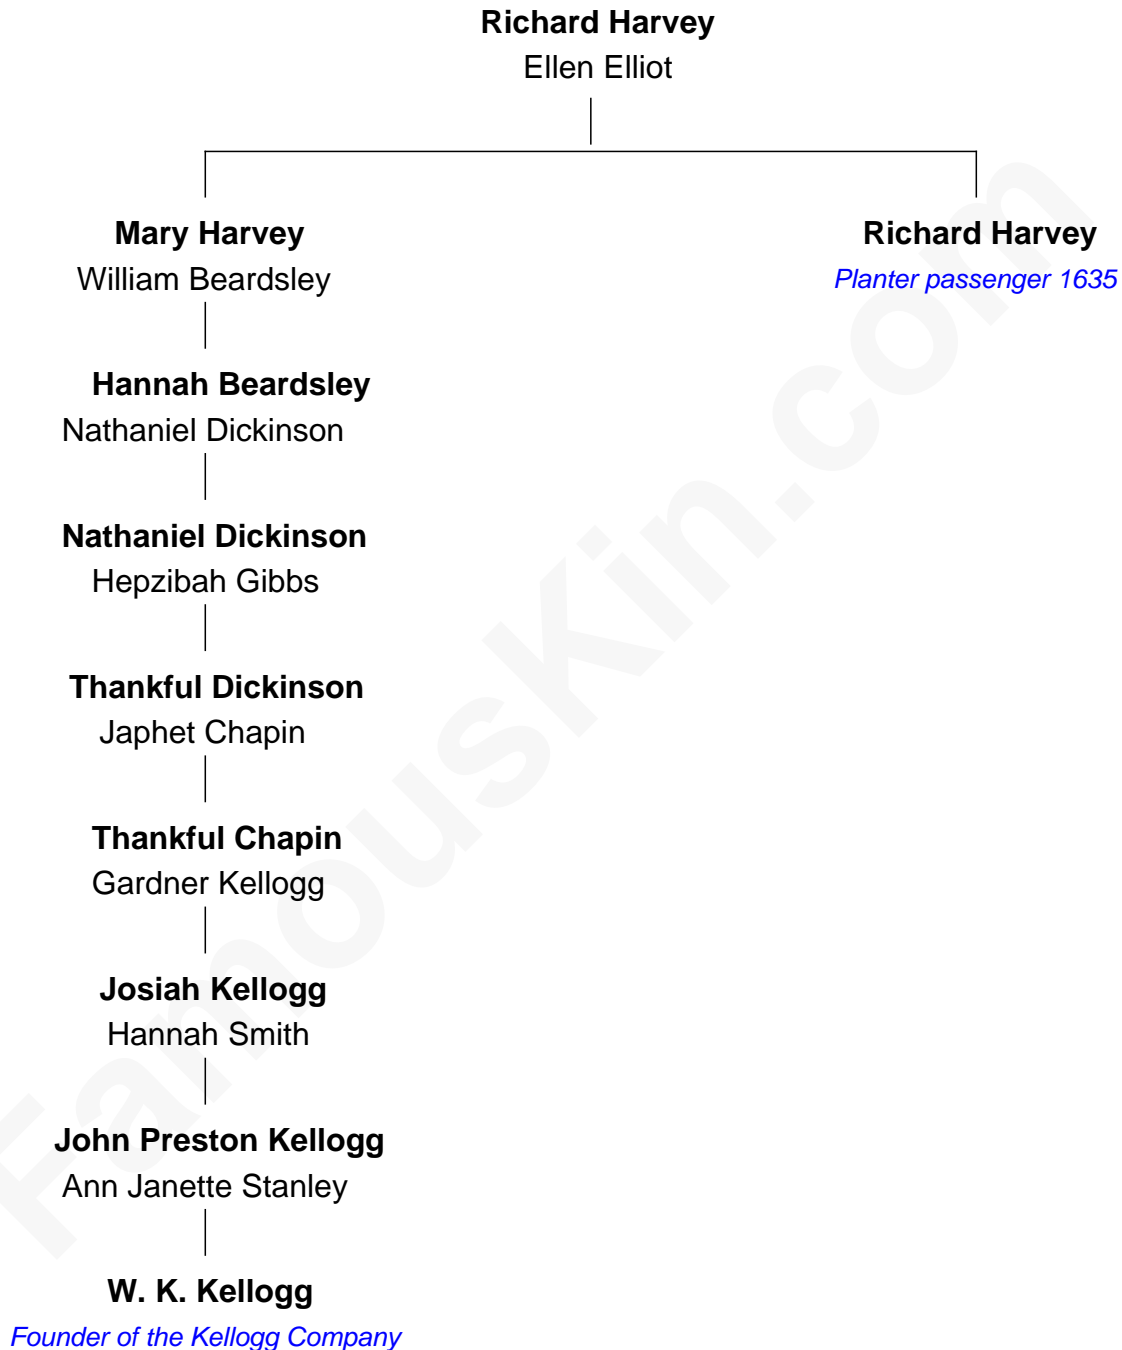 Richard Harvey
Ellen Elliot
Mary Harvey
William Beardsley
Richard Harvey
Planter passenger 1635
Hannah Beardsley
Nathaniel Dickinson
Nathaniel Dickinson
Hepzibah Gibbs
Thankful Dickinson
Japhet Chapin
Thankful Chapin
Gardner Kellogg
Josiah Kellogg
Hannah Smith
John Preston Kellogg
Ann Janette Stanley
W. K. Kellogg
Founder of the Kellogg Company
FamousKin.com